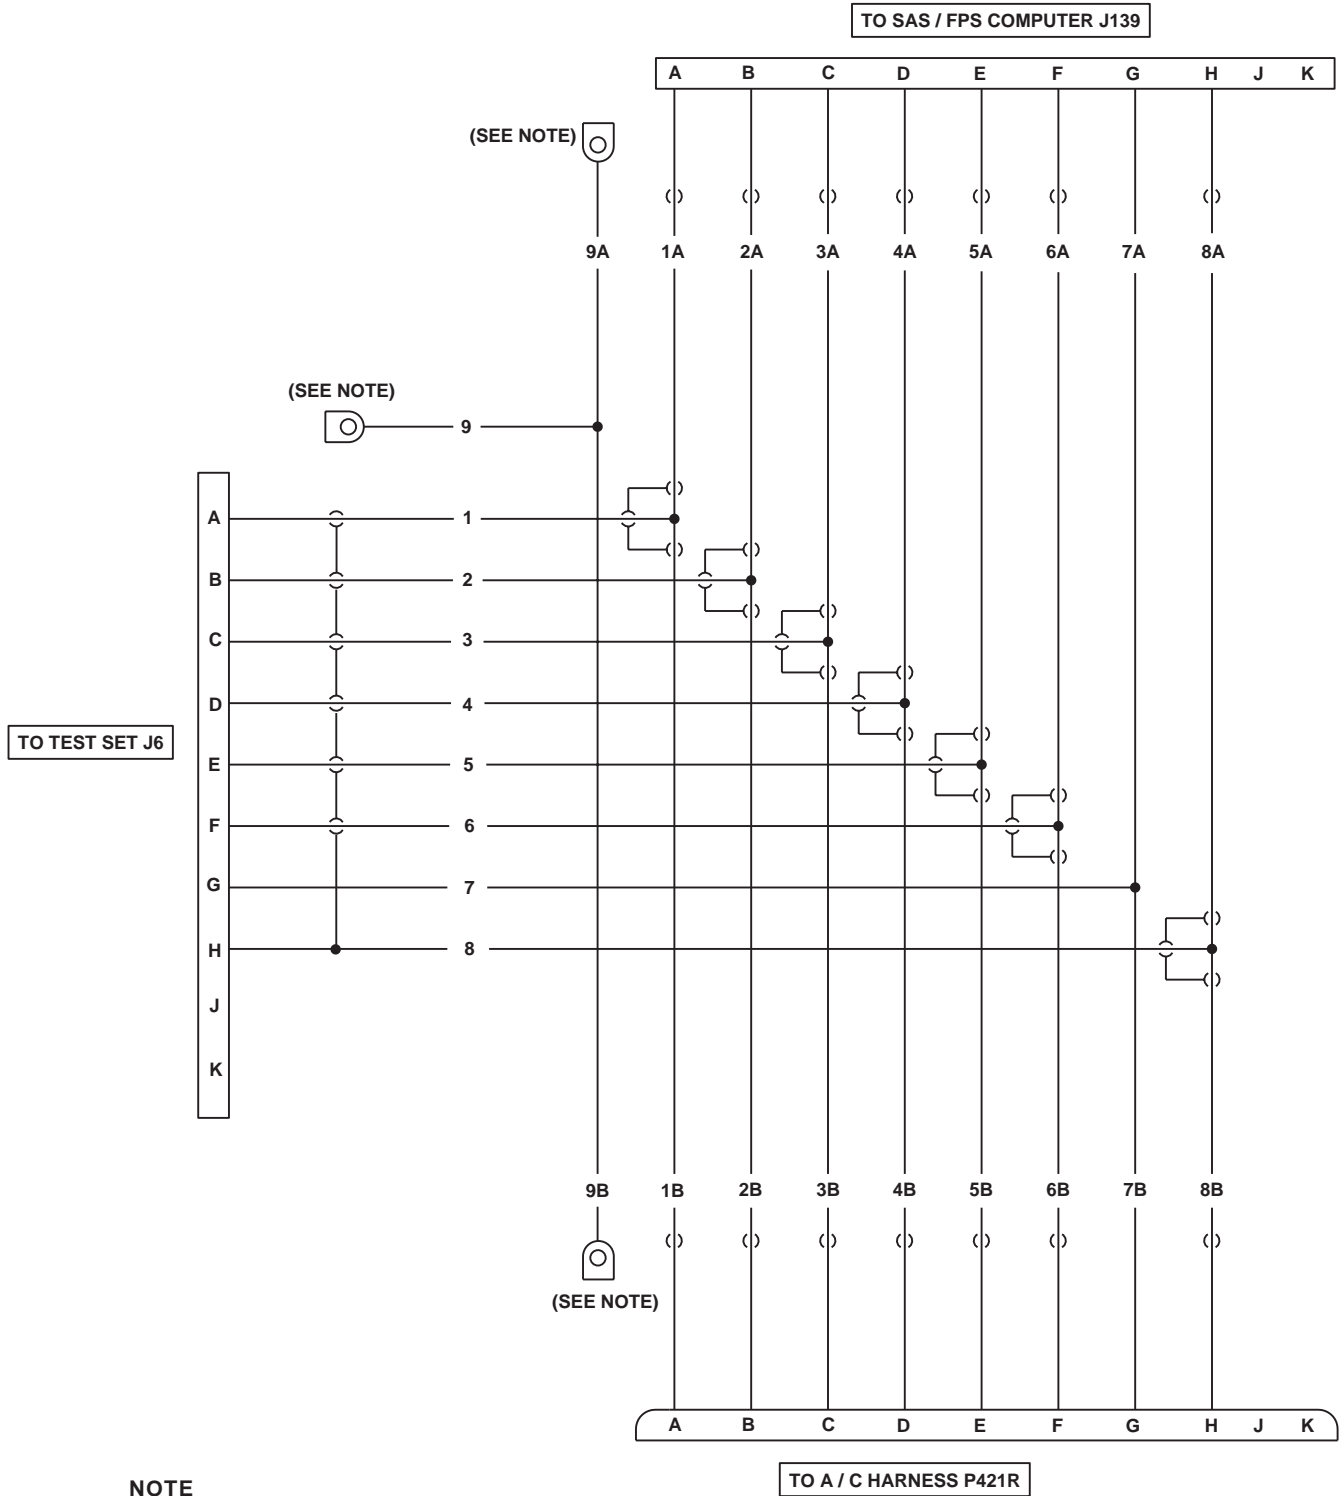 TO SAS / FPS COMPUTER J139
A B C D E F G H J K
(SEE NOTE)
9A 1A 2A 3A 4A 5A 6A 7A 8A
(SEE NOTE)
9
A 1
B 2
C 3
D 4
TO TEST SET J6
E 5
F 6
G 7
H 8
J
K
9B 1B 2B 3B 4B 5B 6B 7B 8B
(SEE NOTE)
A B C D E F G H J K
TO A / C HARNESS P421R
NOTE